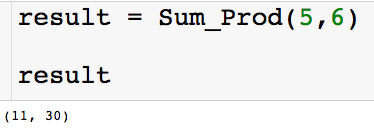 result = Sum_Prod(5,6)
result
(11, 30)